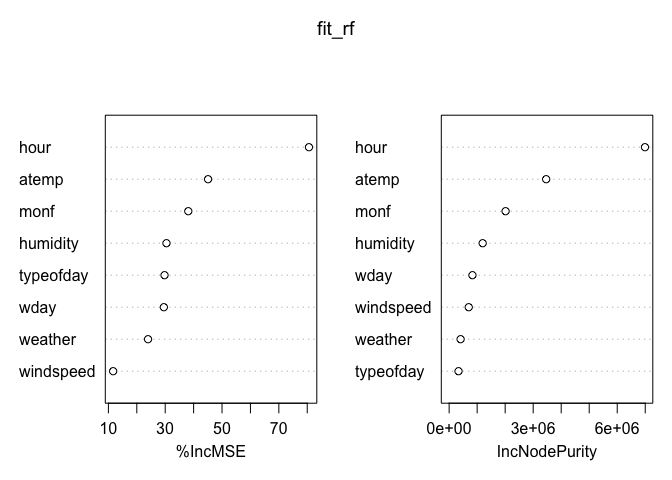 fit_rf
hour
atemp
monf
humidity
typeofday
wday
weather
windspeed
10 30 50 70
%IncMSE
hour
atemp
monf
humidity
wday
windspeed
weather
typeofday
0e+00 3e+06 6e+06
IncNodePurity